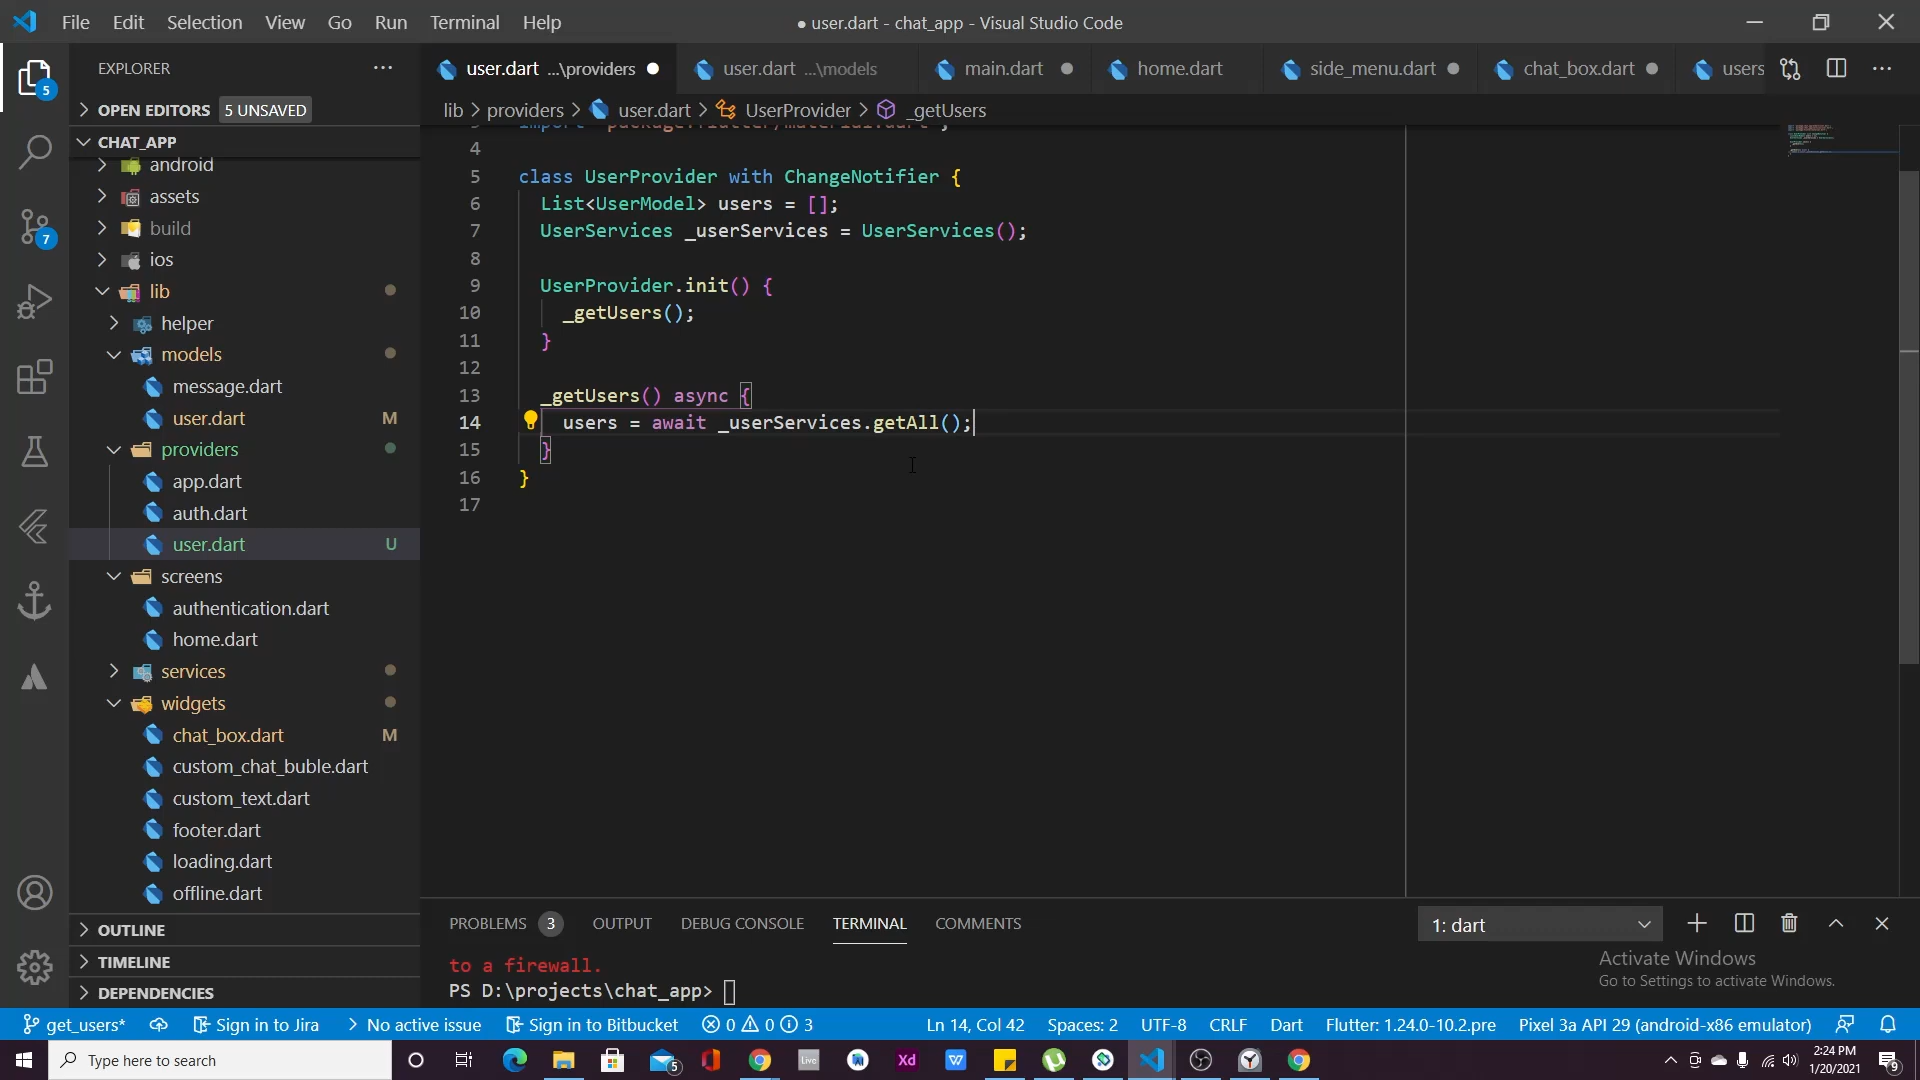 File Edit Selection View Go Run Terminal Help
● user.dart - chat_app - Visual Studio Code
EXPLORER
user.dart ...\providers
user.dart ...\models
main.dart
home.dart
side_menu.dart
chat_box.dart
users
OPEN EDITORS 5 UNSAVED
lib > providers > user.dart > UserProvider > _getUsers
CHAT_APP
android
assets
build
ios
lib
helper
models
message.dart
user.dart M
providers
app.dart
auth.dart
user.dart U
screens
authentication.dart
home.dart
services
widgets
chat_box.dart M
custom_chat_buble.dart
custom_text.dart
footer.dart
loading.dart
offline.dart
OUTLINE
TIMELINE
DEPENDENCIES
5
7
4
5 class UserProvider with ChangeNotifier {
6 List<UserModel> users = [];
7 UserServices _userServices = UserServices();
8
9 UserProvider.init() {
10 _getUsers();
11 }
12
13 _getUsers() async {
14 users = await _userServices.getAll();
15 }
16 }
17
PROBLEMS 3 OUTPUT DEBUG CONSOLE TERMINAL COMMENTS
1: dart
to a firewall.
PS D:\projects\chat_app>
Activate Windows
Go to Settings to activate Windows.
get_users* Sign in to Jira No active issue Sign in to Bitbucket 0 0 3
Ln 14, Col 42 Spaces: 2 UTF-8 CRLF Dart Flutter: 1.24.0-10.2.pre Pixel 3a API 29 (android-x86 emulator)
Type here to search
5
Live
Xd
2:24 PM
1/20/2021
9